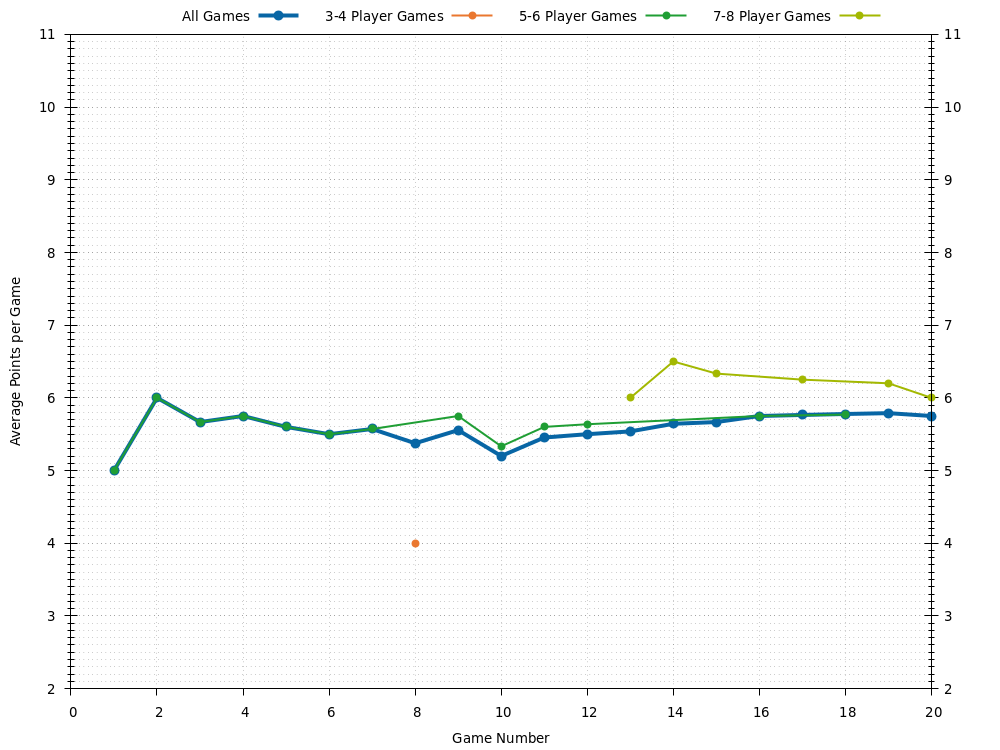 All Games 3-4 Player Games 5-6 Player Games 7-8 Player Games
11 11
10 10
9 9
8 8
7 7
6 6
5 5
4 4
3 3
2 2
Average Points per Game
0 2 4 6 8 10 12 14 16 18 20
Game Number